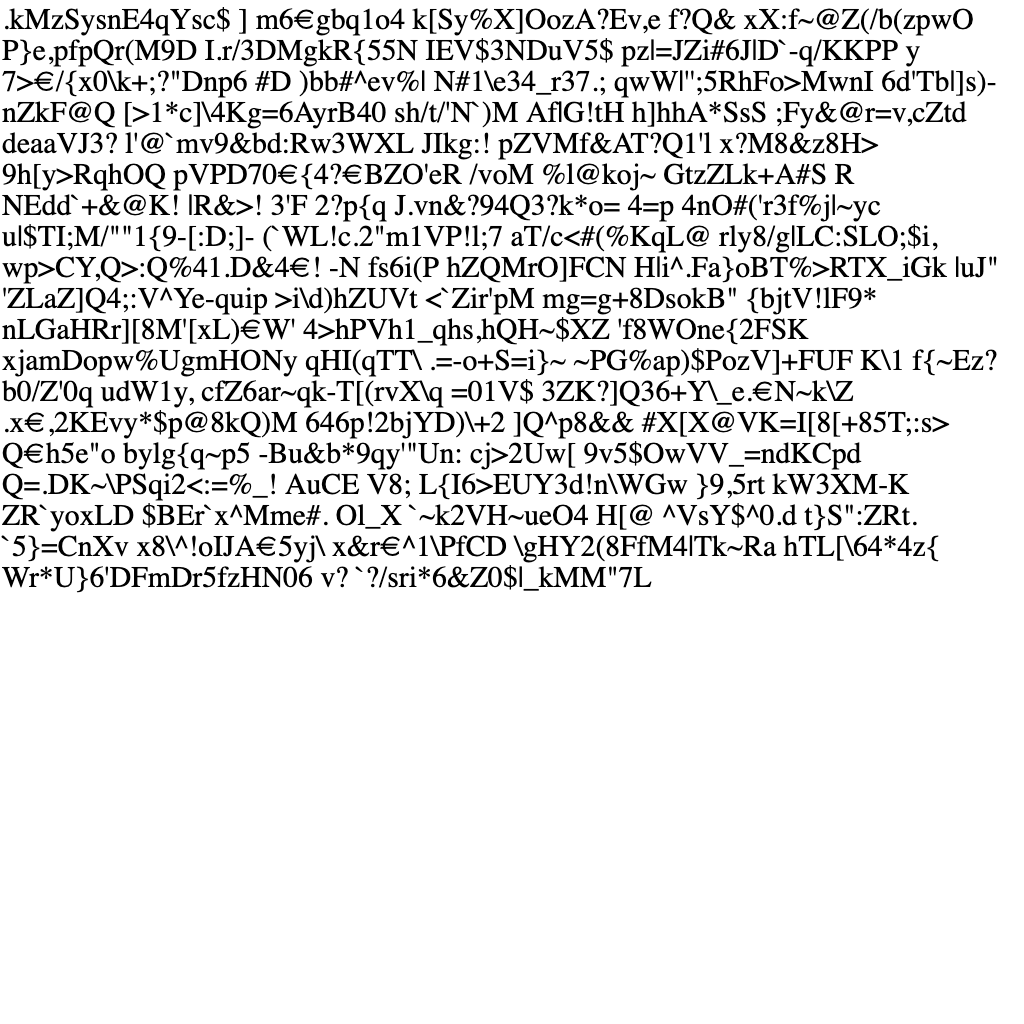 .kMzSysnE4qYsc$ ] m6€gbq1o4 k[Sy%X]OozA?Ev,e f?Q& xX:f~@Z(/b(zpwO
P}e,pfpQr(M9D I.r/3DMgkR{55N IEV$3NDuV5$ pz|=JZi#6J|D`-q/KKPP y
7>€/{x0\k+;?"Dnp6 #D )bb#^ev%| N#1\e34_r37.; qwW|";5RhFo>MwnI 6d'Tb|]s)-
nZkF@Q [>1*c]\4Kg=6AyrB40 sh/t/'N`)M AflG!tH h]hhA*SsS ;Fy&@r=v,cZtd
deaaVJ3? l'@`mv9&bd:Rw3WXL JIkg:! pZVMf&AT?Q1'l x?M8&z8H>
9h[y>RqhOQ pVPD70€{4?€BZO'eR /voM %l@koj~ GtzZLk+A#S R
NEdd`+&@K! |R&>! 3'F 2?p{q J.vn&?94Q3?k*o= 4=p 4nO#('r3f%j|~yc
u|$TI;M/""1{9-[:D;]- (`WL!c.2"m1VP!l;7 aT/c<#(%KqL@ rly8/g|LC:SLO;$i,
wp>CY,Q>:Q%41.D&4€! -N fs6i(P hZQMrO]FCN H|i^.Fa}oBT%>RTX_iGk |uJ"
'ZLaZ]Q4;:V^Ye-quip >i\d)hZUVt <`Zir'pM mg=g+8DsokB" {bjtV!lF9*
nLGaHRr][8M'[xL)€W' 4>hPVh1_qhs,hQH~$XZ 'f8WOne{2FSK
xjamDopw%UgmHONy qHI(qTT\ .=-o+S=i}~ ~PG%ap)$PozV]+FUF K\1 f{~Ez?
b0/Z'0q udW1y, cfZ6ar~qk-T[(rvX\q =01V$ 3ZK?]Q36+Y\_e.€N~k\Z
.x€,2KEvy*$p@8kQ)M 646p!2bjYD)\+2 ]Q^p8&& #X[X@VK=I[8[+85T;:s>
Q€h5e"o bylg{q~p5 -Bu&b*9qy'"Un: cj>2Uw[ 9v5$OwVV_=ndKCpd
Q=.DK~\PSqi2<:=%_! AuCE V8; L{I6>EUY3d!n\WGw }9,5rt kW3XM-K
ZR`yoxLD $BEr`x^Mme#. Ol_X`~k2VH~ueO4 H[@ ^VsY$^0.d t}S":ZRt.
`5}=CnXv x8\^!oIJA€5yj\ x&r€^1\PfCD \gHY2(8FfM4|Tk~Ra hTL[\64*4z{
Wr*U}6'DFmDr5fzHN06 v? `?/sri*6&Z0$|_kMM"7L